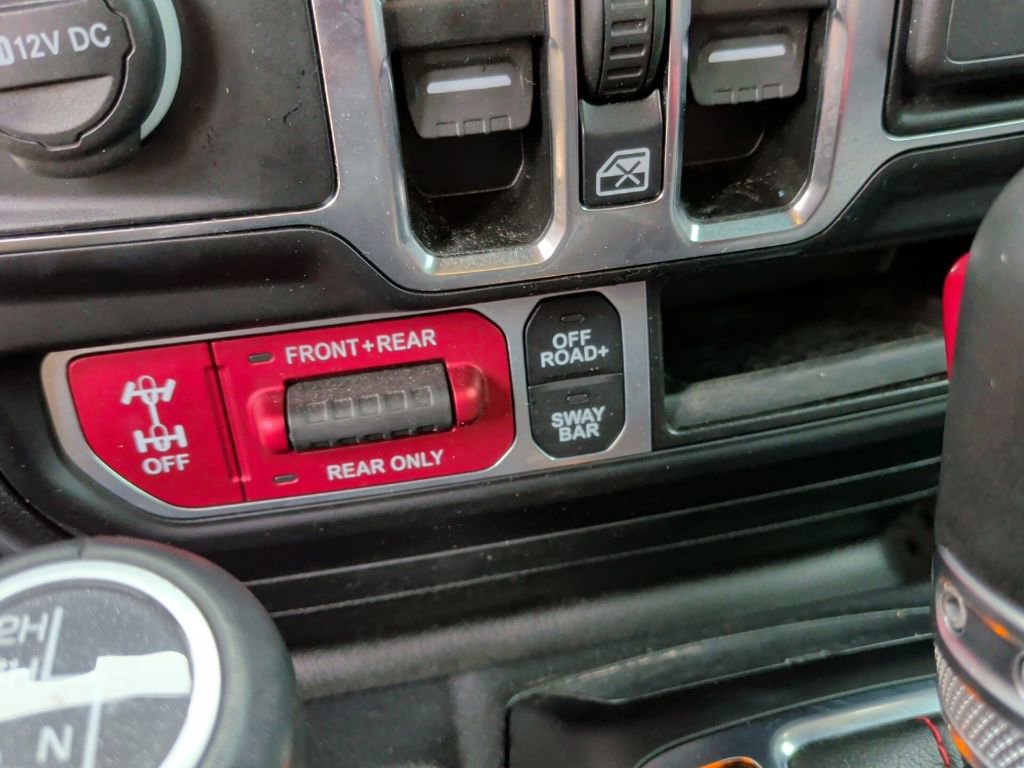 12V DC
FRONT+REAR
OFF
REAR ONLY
OFF
ROAD+
SWAY
BAR
2H
N